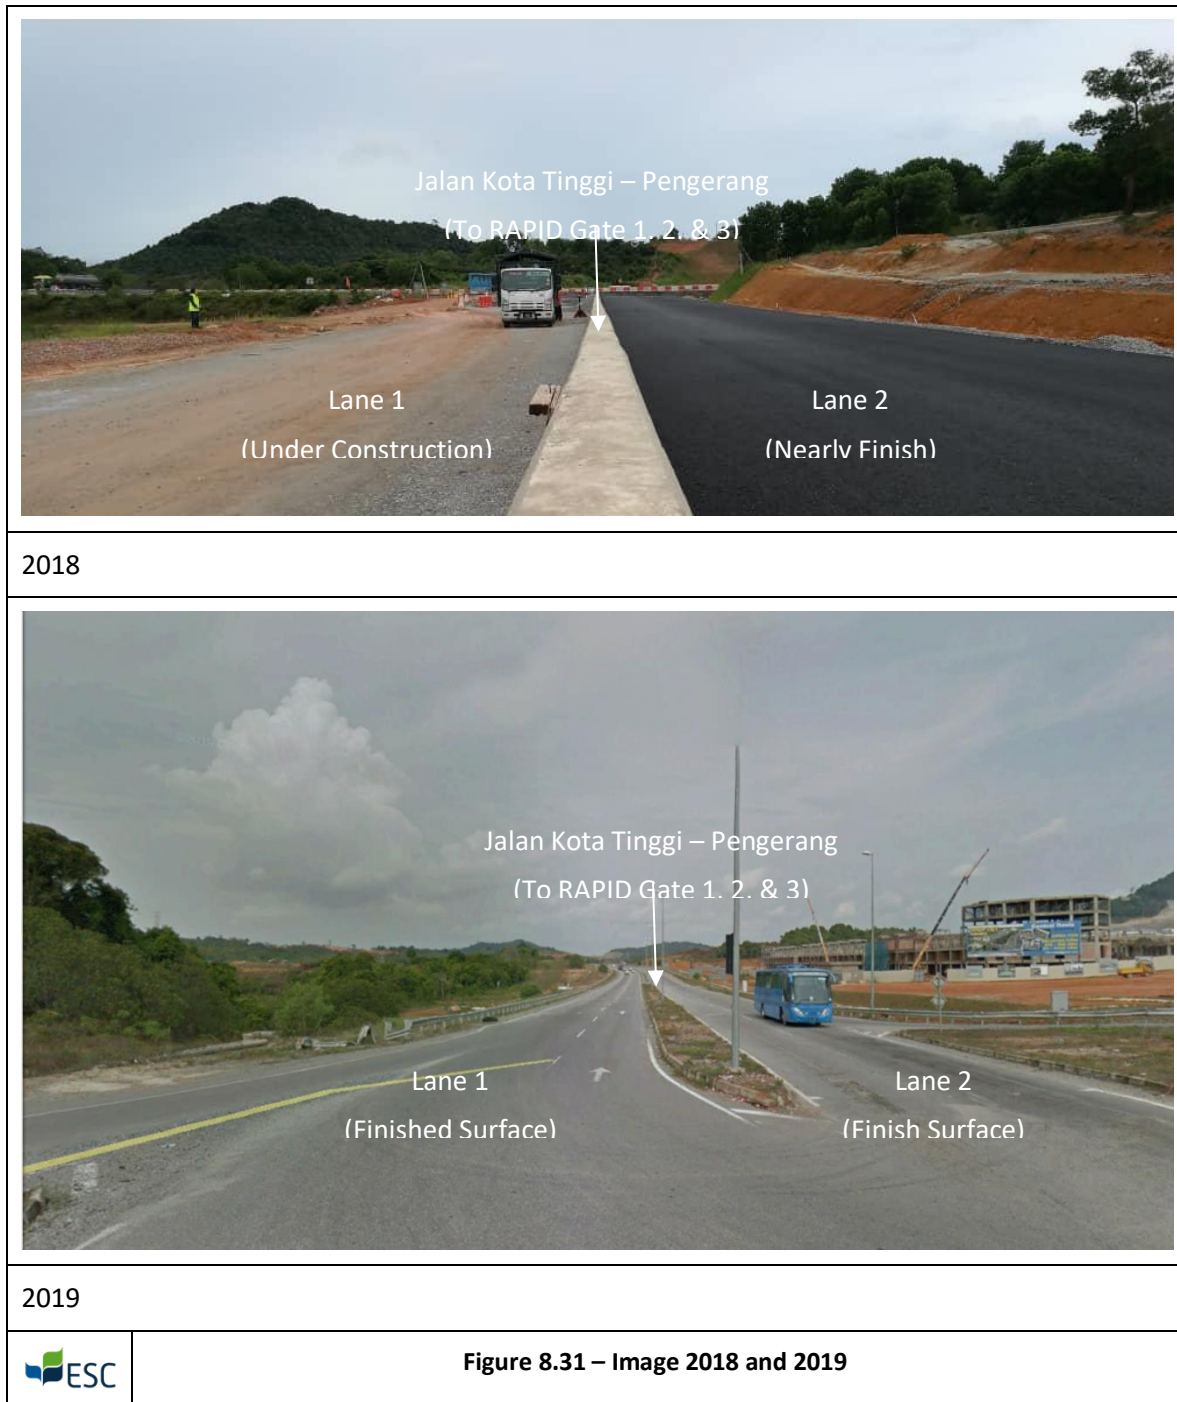 Jalan Kota Tinggi – Pengerang
(To RAPID Gate 1, 2, & 3)
Lane 1
Lane 2
(Under Construction)
(Nearly Finish)
2018
Jalan Kota Tinggi – Pengerang
(To RAPID Gate 1, 2, & 3)
Lane 1
Lane 2
(Finished Surface)
(Finish Surface)
2019
ESC
Figure 8.31 – Image 2018 and 2019